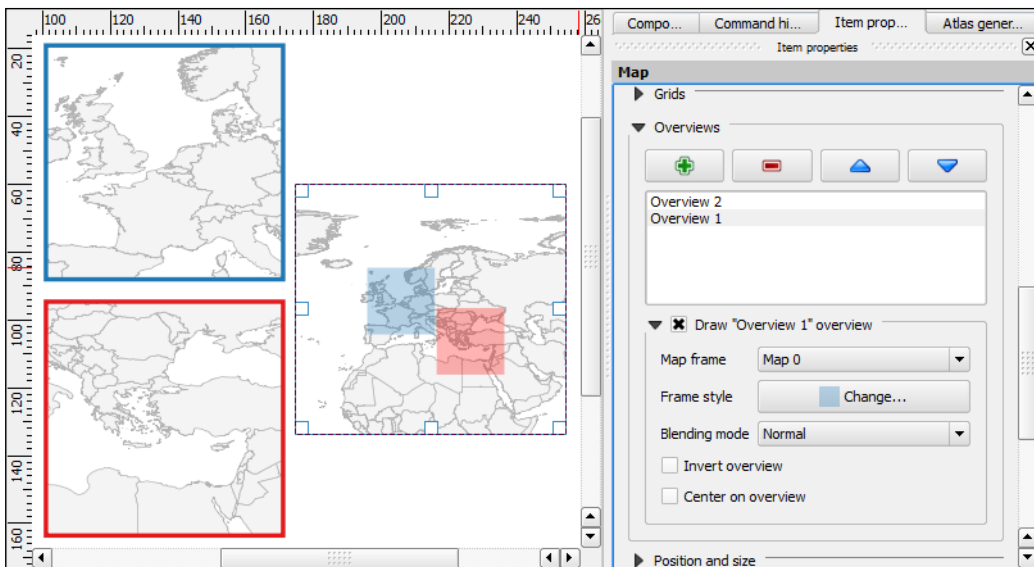 100 120 140 160 180 200 220 240 26
20
40
60
80
100
120
140
160
Compo... Command hi... Item prop... Atlas gener...
Item properties
Map
Grids
Overviews
Overview 2
Overview 1
Draw "Overview 1" overview
Map frame Map 0
Frame style Change...
Blending mode Normal
Invert overview
Center on overview
Position and size